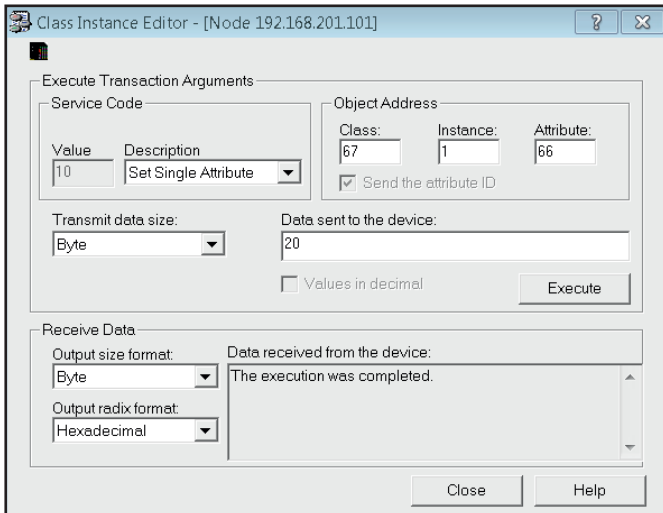 Class Instance Editor - [Node 192.168.201.101]
Execute Transaction Arguments
Service Code
Value Description
10 Set Single Attribute
Object Address
Class: Instance: Attribute:
67 1 66
Send the attribute ID
Transmit data size:
Byte
Data sent to the device:
20
Values in decimal
Execute
Receive Data
Output size format:
Byte
Output radix format:
Hexadecimal
Data received from the device:
The execution was completed.
Close Help